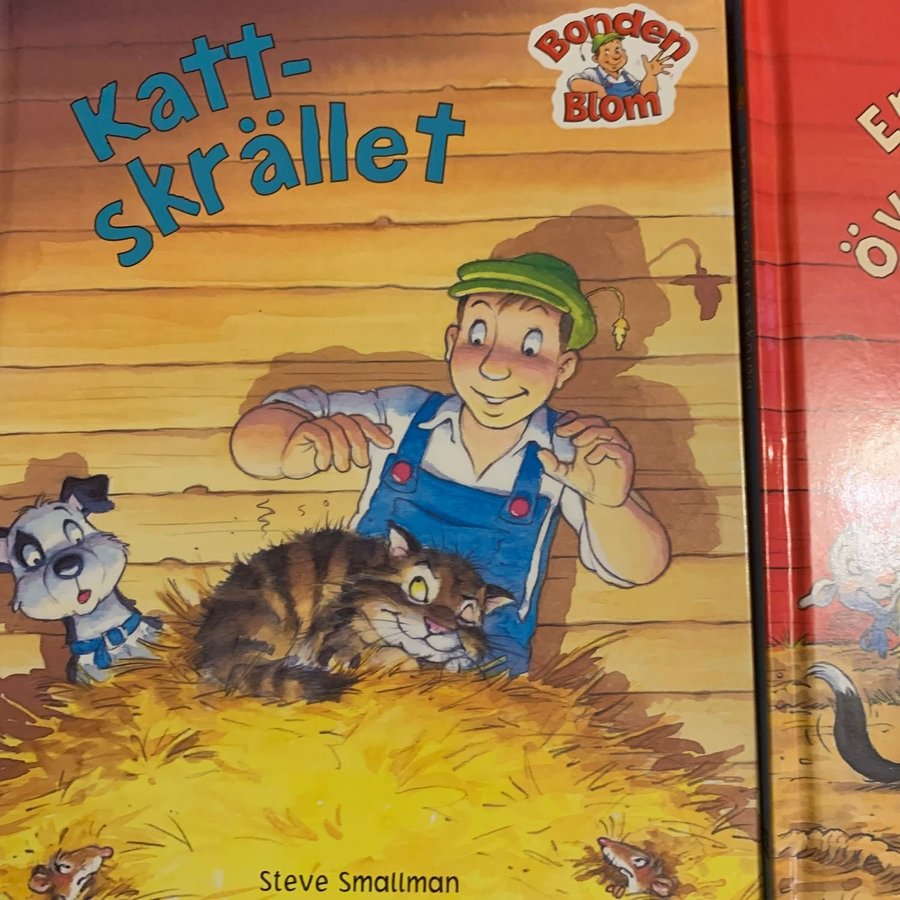 Katt-
skrället
Bonden
Blom
Steve Smallman